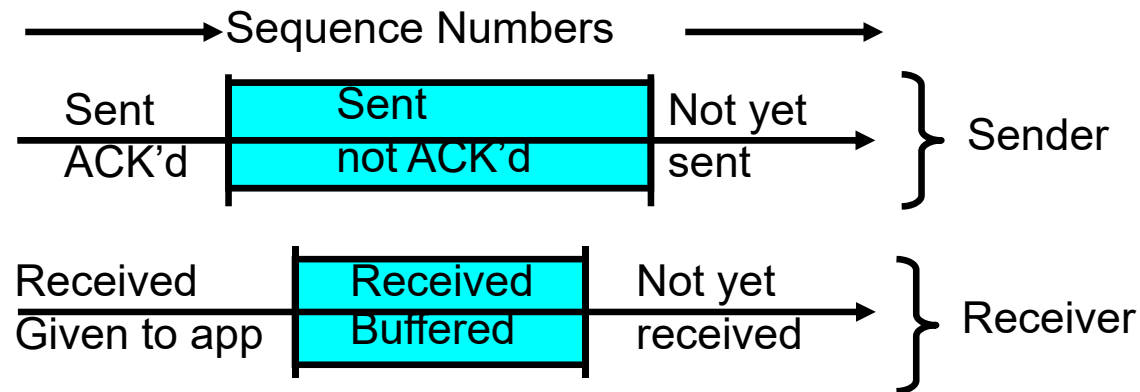 Sequence Numbers
Sent
ACK’d
Sent
not ACK’d
Not yet
sent
Sender
Received
Given to app
Received
Buffered
Not yet
received
Receiver